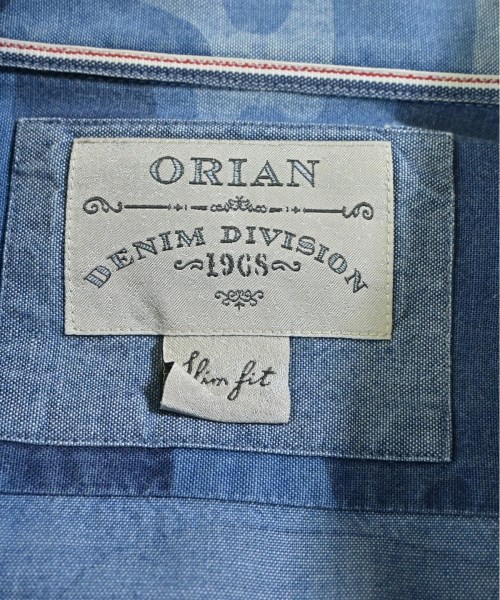 ORIAN
DENIM DIVISION
1968
Slim fit